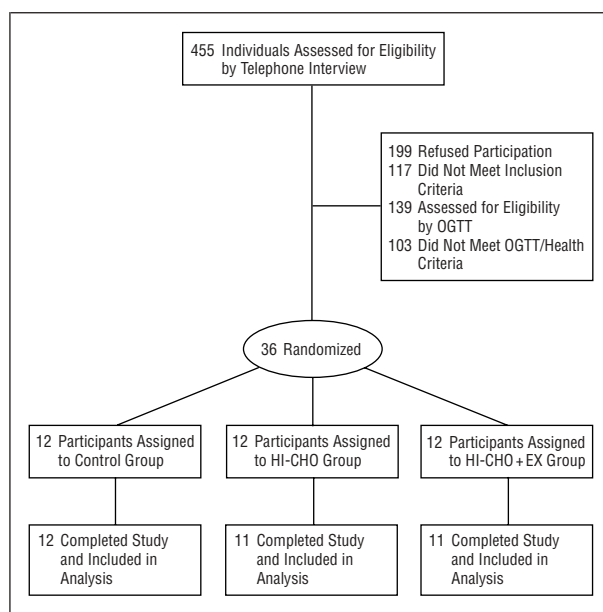 455 Individuals Assessed for Eligibility
by Telephone Interview
199 Refused Participation
117 Did Not Meet Inclusion
Criteria
139 Assessed for Eligibility
by OGTT
103 Did Not Meet OGTT/Health
Criteria
36 Randomized
12 Participants Assigned
to Control Group
12 Participants Assigned
to HI-CHO Group
12 Participants Assigned
to HI-CHO + EX Group
12 Completed Study
and Included in
Analysis
11 Completed Study
and Included in
Analysis
11 Completed Study
and Included in
Analysis